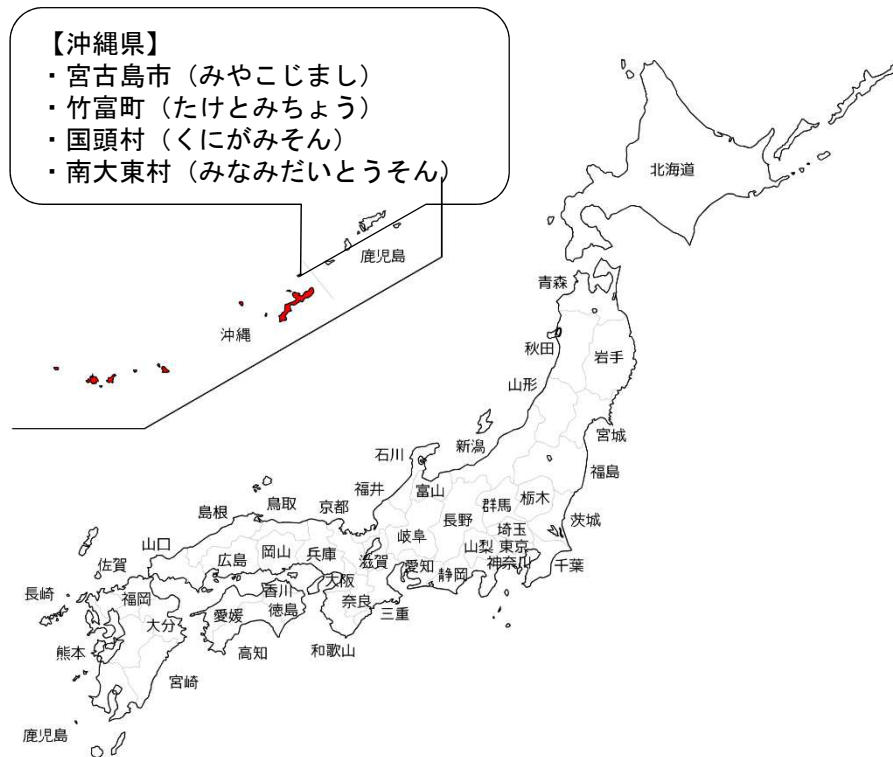 【沖縄県】
・宮古島市（みやこじまし）
・竹富町（たけとみちょう）
・国頭村（くにがみそん）
・南大東村（みなみだいとうそん）
北海道
鹿児島
沖縄
青森
秋田
岩手
山形
宮城
新潟
石川
福島
福井
富山
群馬
栃木
茨城
長野
埼玉
山梨
東京
神奈川
千葉
岐阜
愛知
静岡
島根
鳥取
京都
山口
広島
岡山
兵庫
滋賀
大阪
奈良
三重
和歌山
香川
徳島
愛媛
高知
佐賀
長崎
福岡
大分
熊本
宮崎
鹿児島